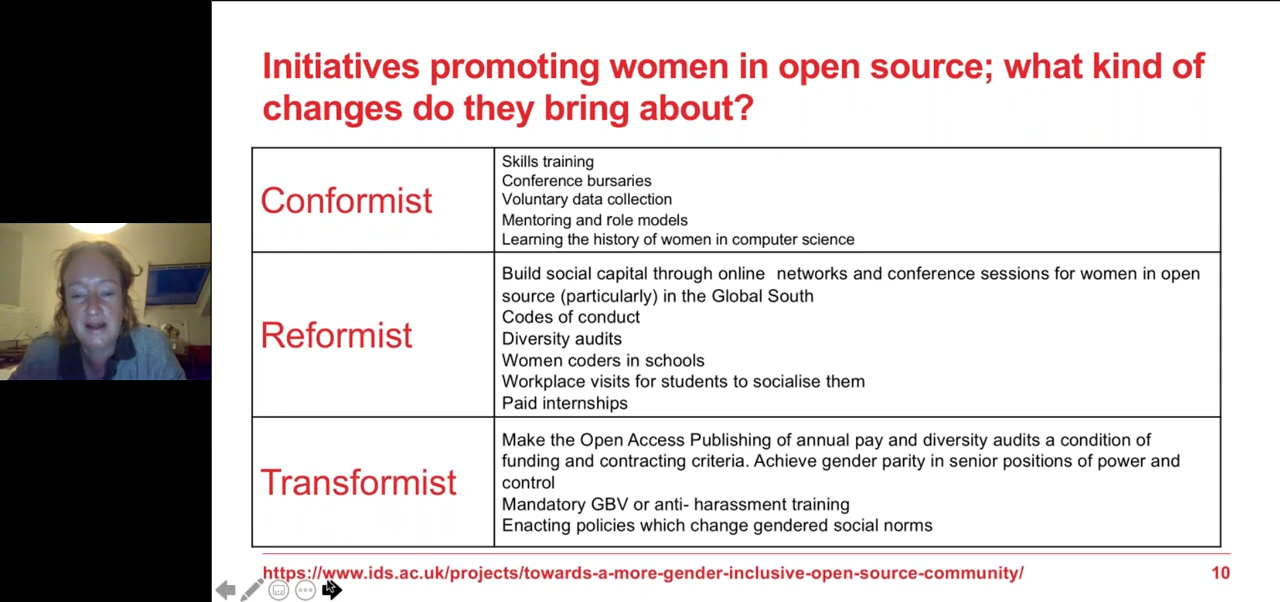 Initiatives promoting women in open source; what kind of
changes do they bring about?
Conformist
Skills training
Conference bursaries
Voluntary data collection
Mentoring and role models
Learning the history of women in computer science
Reformist
Build social capital through online networks and conference sessions for women in open
source (particularly) in the Global South
Codes of conduct
Diversity audits
Women coders in schools
Workplace visits for students to socialise them
Paid internships
Transformist
Make the Open Access Publishing of annual pay and diversity audits a condition of
funding and contracting criteria. Achieve gender parity in senior positions of power and
control
Mandatory GBV or anti- harassment training
Enacting policies which change gendered social norms
https://www.ids.ac.uk/projects/towards-a-more-gender-inclusive-open-source-community/
10